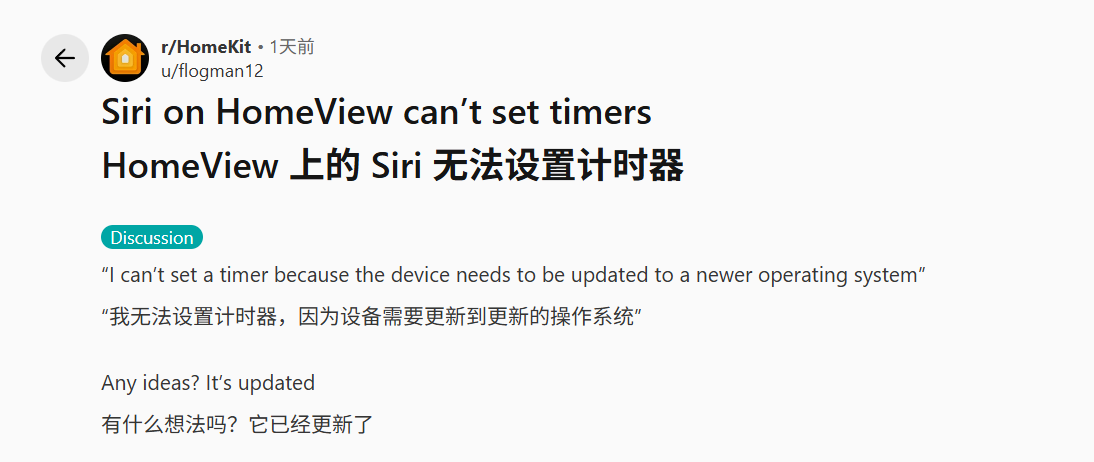 r/HomeKit • 1天前
u/flogman12
Siri on HomeView can’t set timers
HomeView 上的 Siri 无法设置计时器
Discussion
“I can’t set a timer because the device needs to be updated to a newer operating system”
“我无法设置计时器，因为设备需要更新到更新的操作系统”
Any ideas? It’s updated
有什么想法吗？它已经更新了